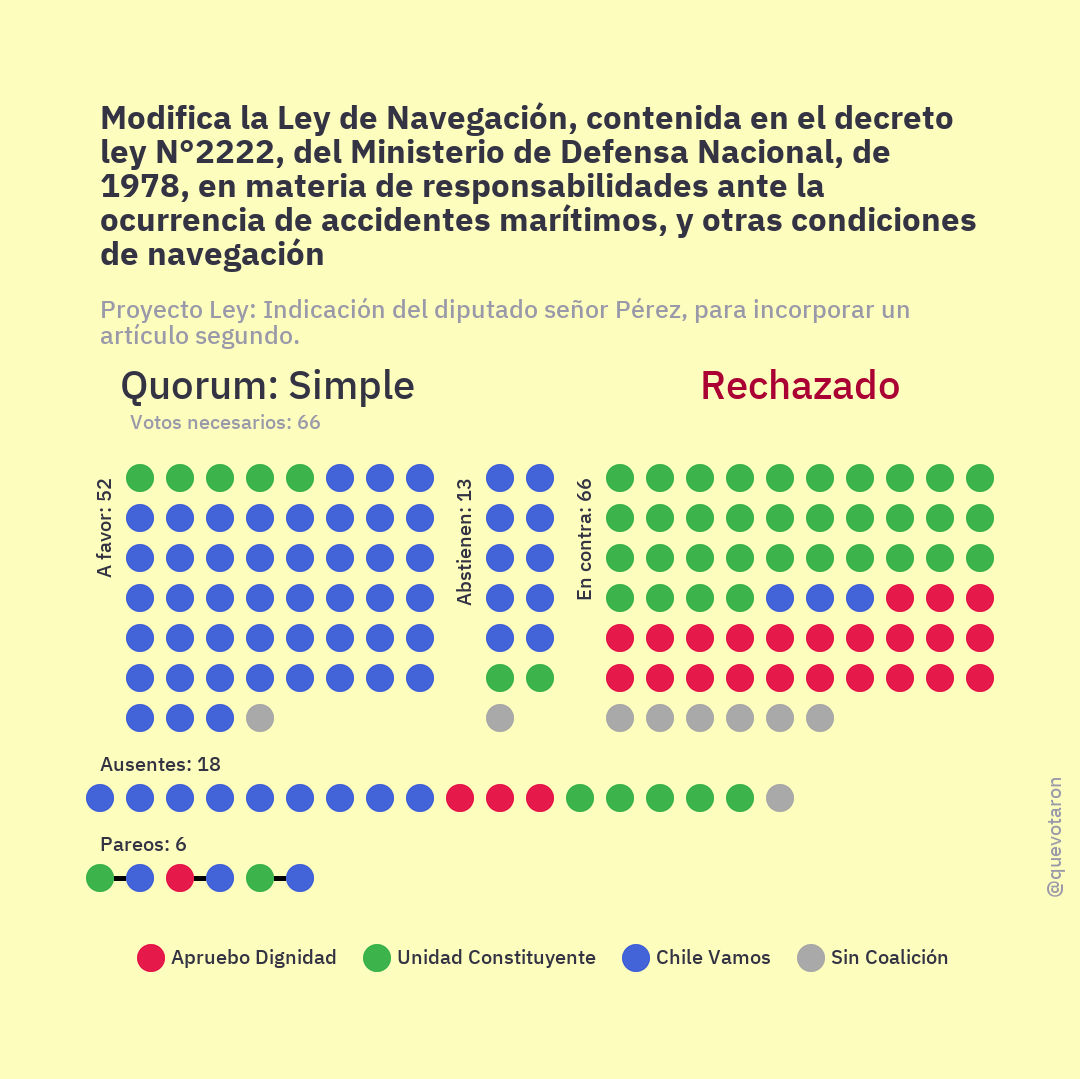 Modifica la Ley de Navegación, contenida en el decreto
ley N°2222, del Ministerio de Defensa Nacional, de
1978, en materia de responsabilidades ante la
ocurrencia de accidentes marítimos, y otras condiciones
de navegación
Proyecto Ley: Indicación del diputado señor Pérez, para incorporar un
artículo segundo.
Quorum: Simple
Rechazado
Votos necesarios: 66
A favor: 52
Abstienen: 13
En contra: 66
Ausentes: 18
Pareos: 6
@quevotaron
Apruebo Dignidad
Unidad Constituyente
Chile Vamos
Sin Coalición